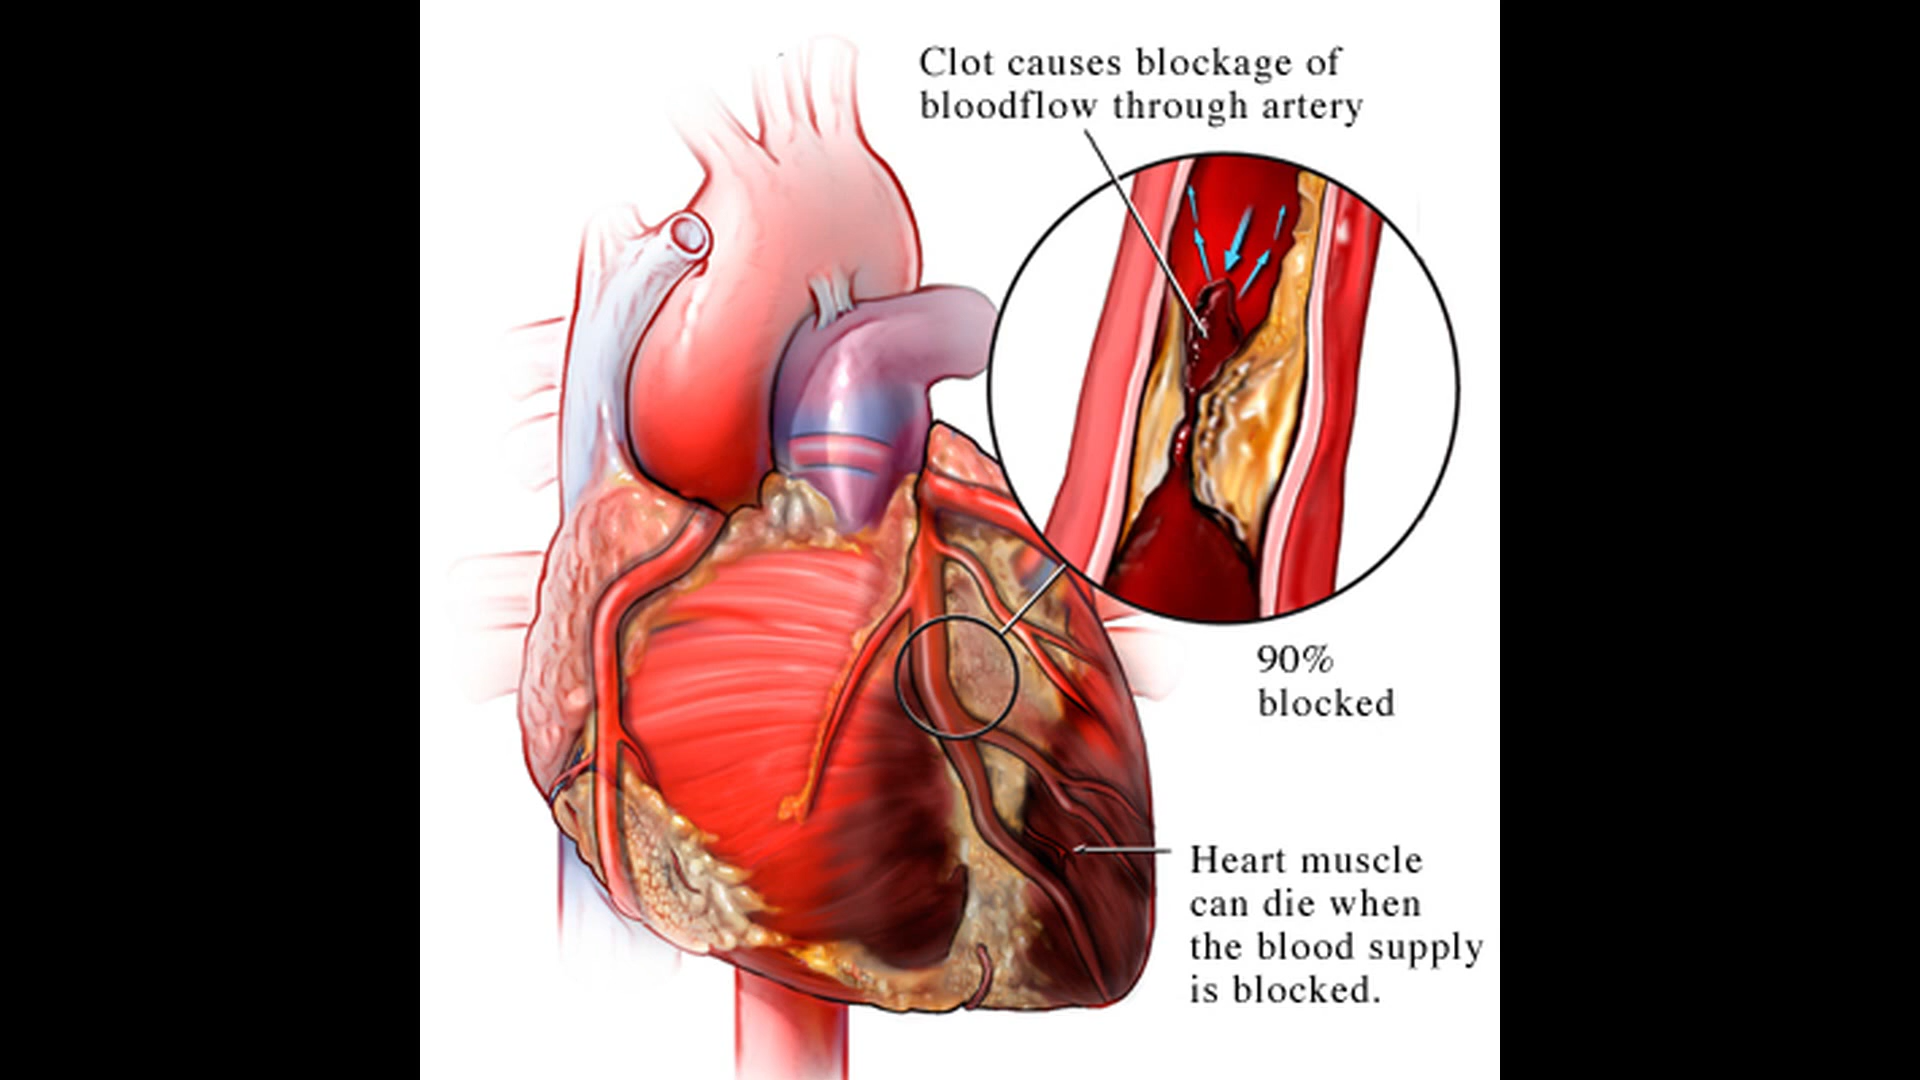 Clot causes blockage of
bloodflow through artery
90%
blocked
Heart muscle
can die when
the blood supply
is blocked.